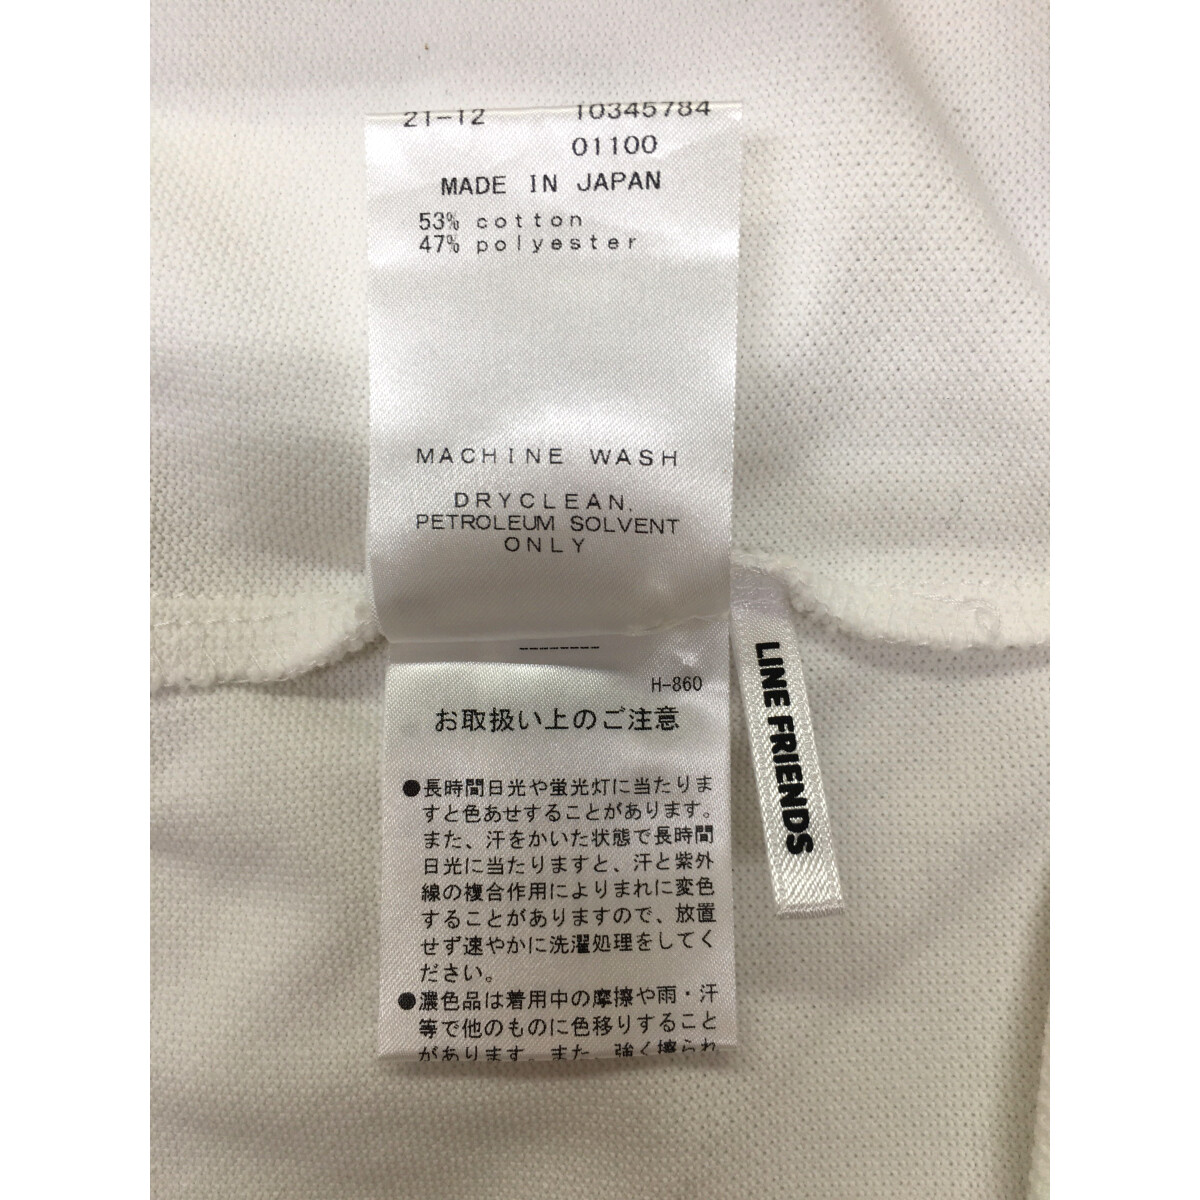 21-12 10345784
01100
MADE IN JAPAN
53% cotton
47% polyester
MACHINE WASH
DRYCLEAN,
PETROLEUM SOLVENT
ONLY
--------
H-860
お取扱い上のご注意
●長時間日光や蛍光灯に当たりま
すと色あせすることがあります。
また、汗をかいた状態で長時間
日光に当たりますと、汗と紫外
線の複合作用によりまれに変色
することがありますので、放置
せず速やかに洗濯処理をしてく
ださい。
●濃色品は着用中の摩擦や雨・汗
等で他のものに色移りすること
があります。また、強く擦られ
LINE FRIENDS